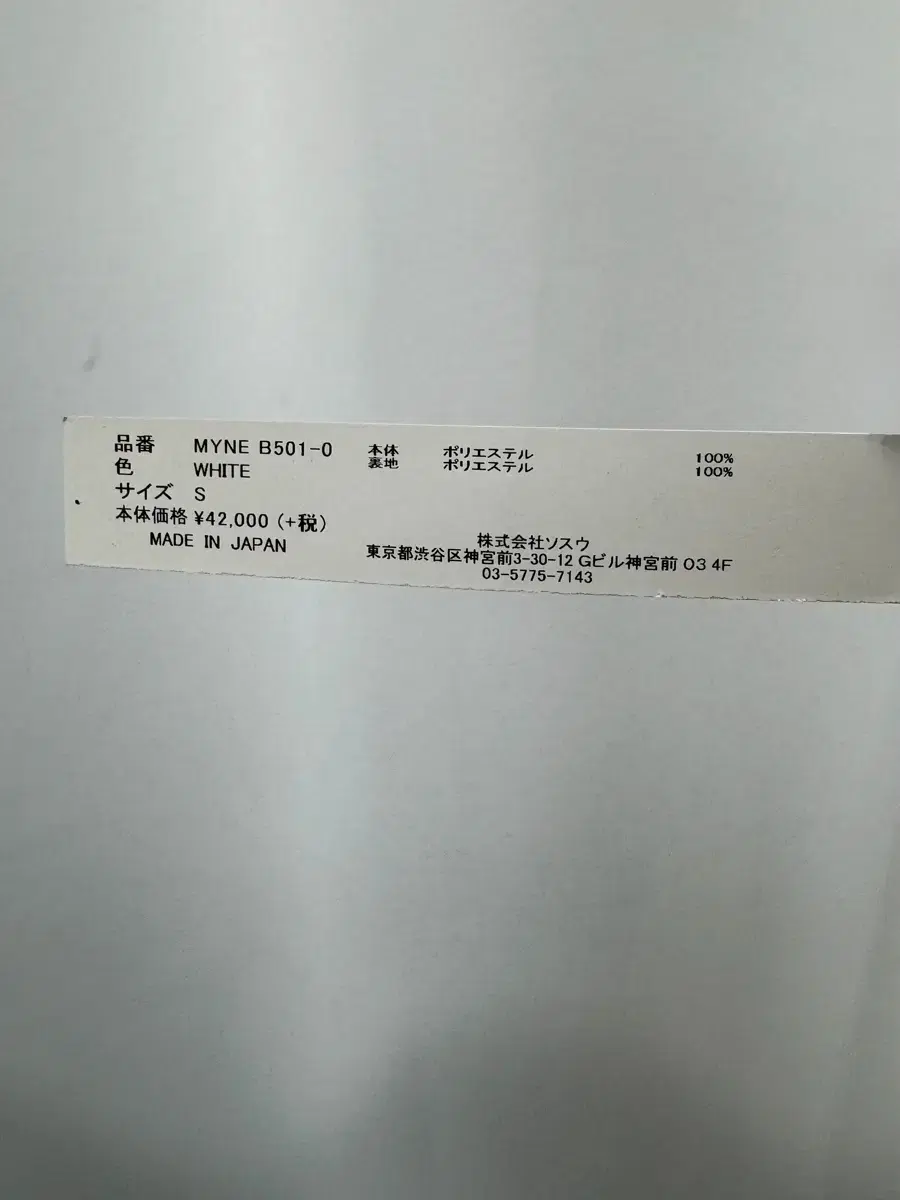 品番 MYNE B501-0
色 WHITE
サイズ S
本体価格 ¥42,000 (+税)
MADE IN JAPAN
本体 ポリエステル 100%
裏地 ポリエステル 100%
株式会社ソスウ
東京都渋谷区神宮前3-30-12 Gビル神宮前 03 4F
03-5775-7143